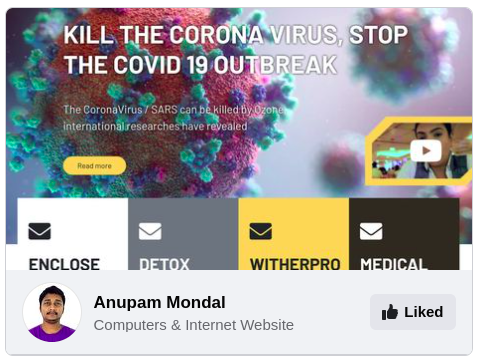 KILL THE CORONA VIRUS, STOP
THE COVID 19 OUTBREAK
The CoronaVirus / SARS can be killed by Ozone
international researches have revealed
Read more
ENCLOSE
DETOX
WITHERPRO
MEDICAL
Anupam Mondal
Computers & Internet Website
Liked